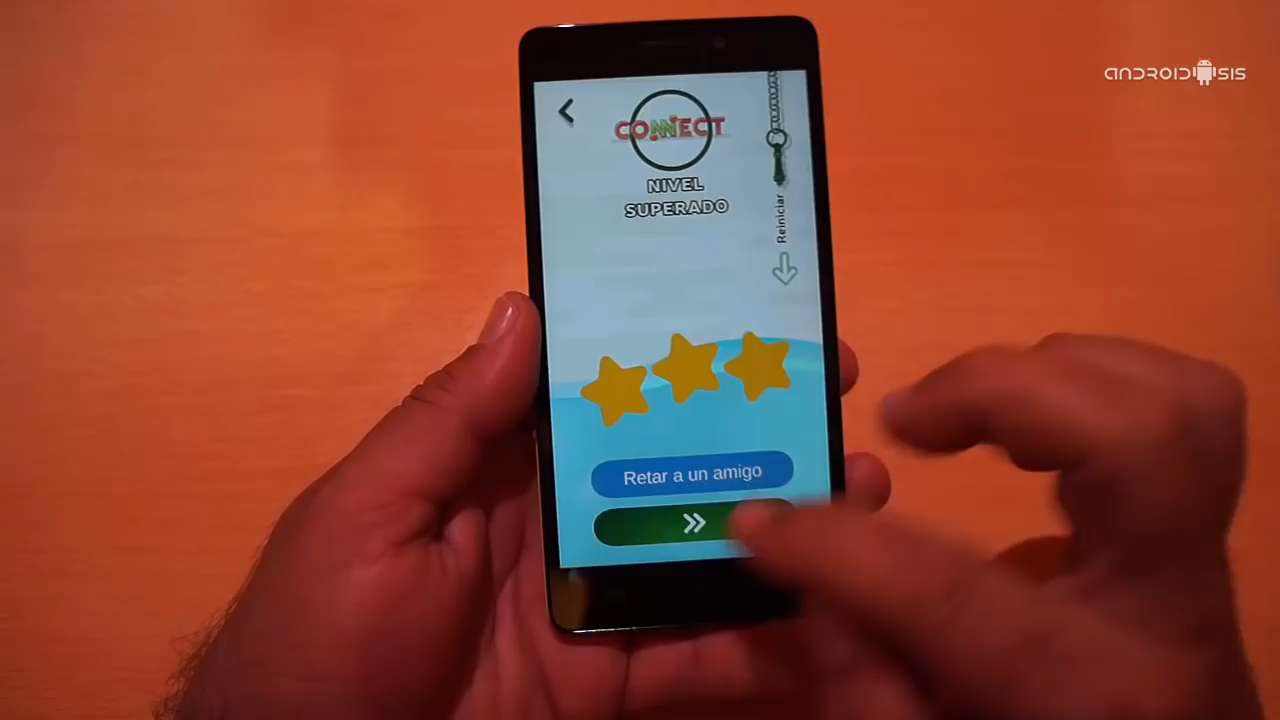 ANDROIDSIS
CONNECT
NIVEL
SUPERADO
Reiniciar
Retar a un amigo